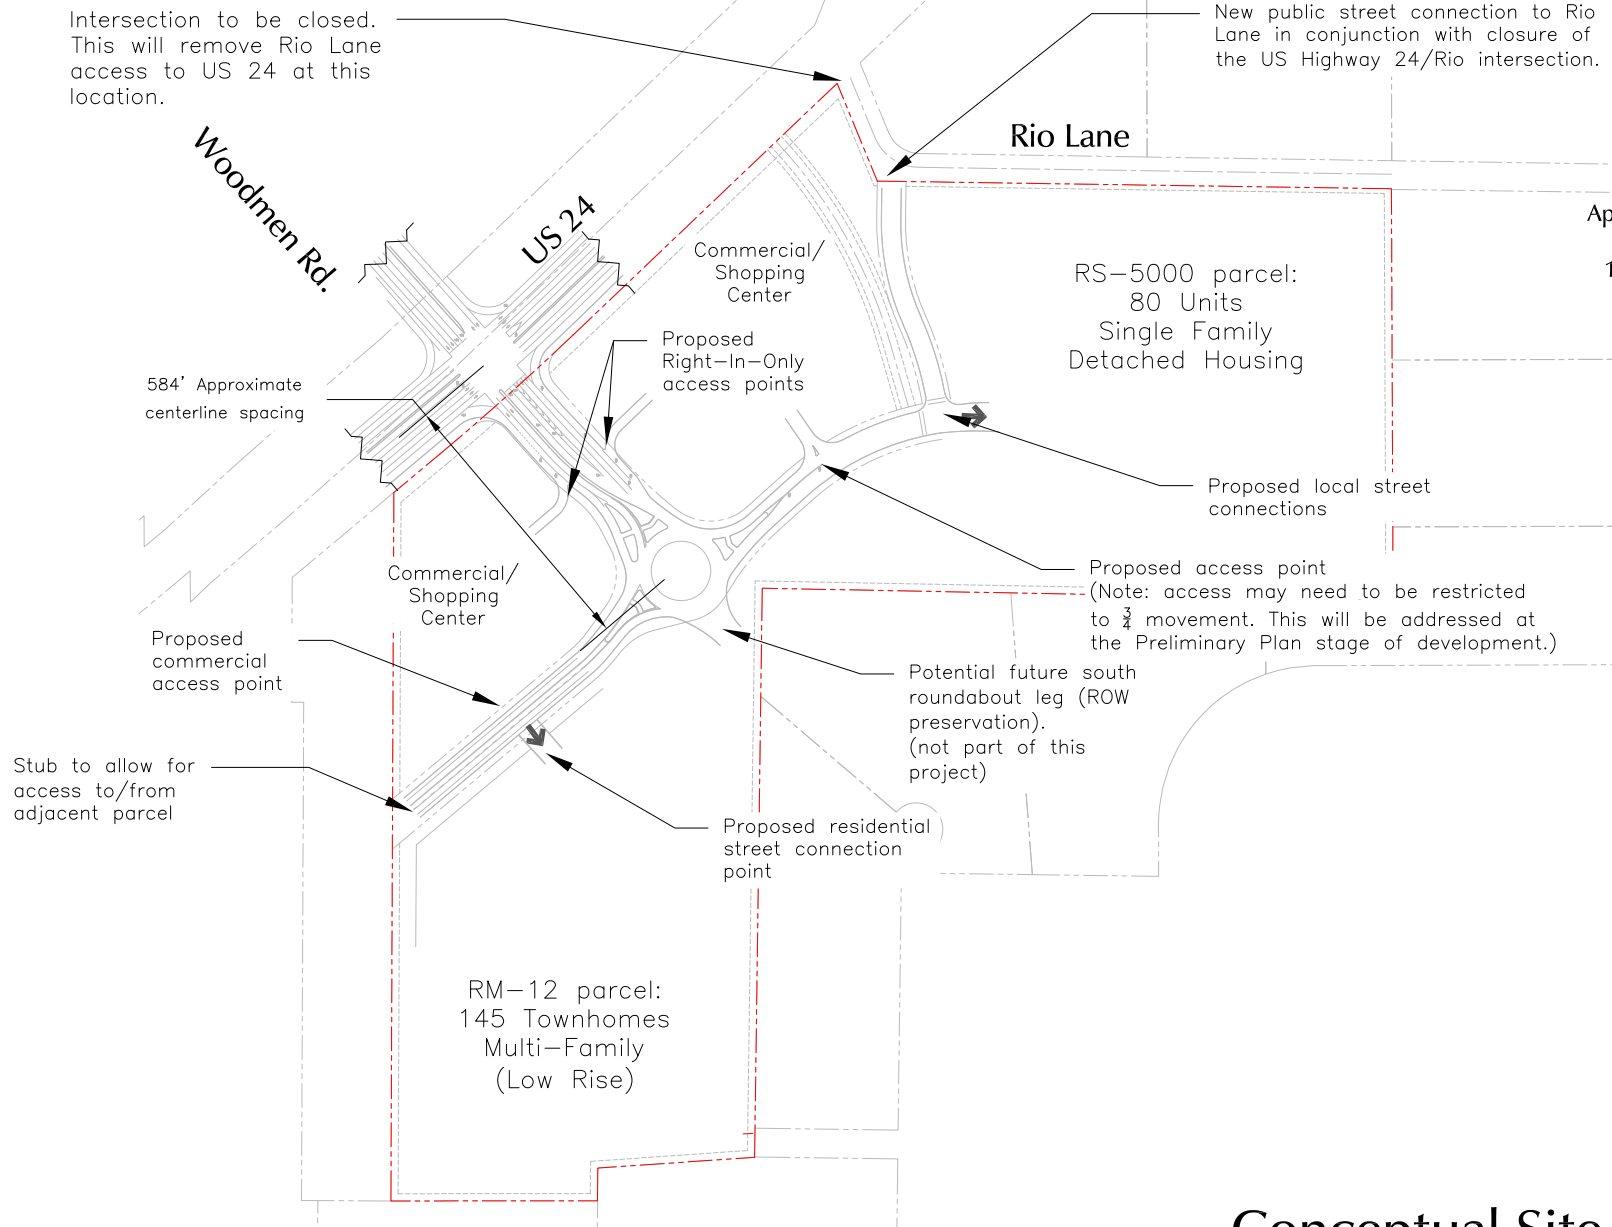 Intersection to be closed.
This will remove Rio Lane
access to US 24 at this
location.
New public street connection to Rio
Lane in conjunction with closure of
the US Highway 24/Rio intersection.
Rio Lane
Woodmen Rd.
US 24
Commercial/
Shopping
Center
RS-5000 parcel:
80 Units
Single Family
Detached Housing
Proposed
Right-In-Only
access points
584' Approximate
centerline spacing
Proposed local street
connections
Commercial/
Shopping
Center
Proposed access point
(Note: access may need to be restricted
to 3/4 movement. This will be addressed at
the Preliminary Plan stage of development.)
Proposed
commercial
access point
Potential future south
roundabout leg (ROW
preservation).
(not part of this
project)
Stub to allow for
access to/from
adjacent parcel
Proposed residential
street connection
point
RM-12 parcel:
145 Townhomes
Multi-Family
(Low Rise)
Conceptual Site